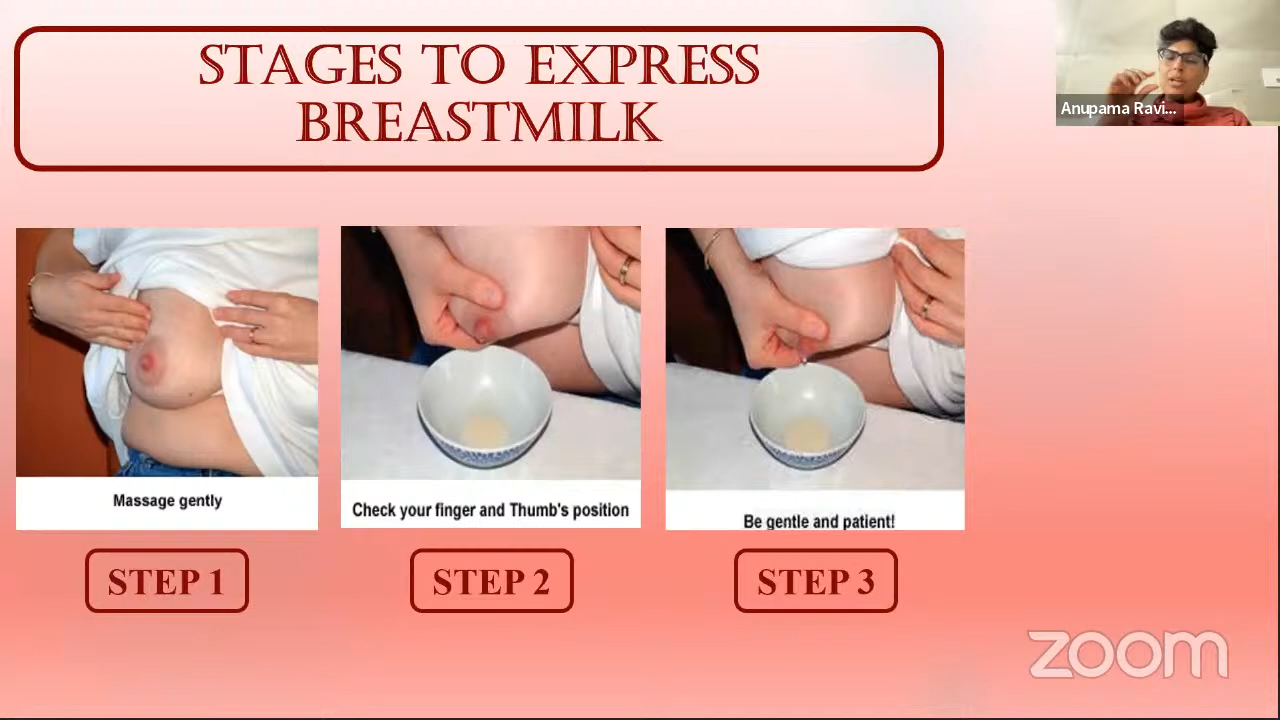 STAGES TO EXPRESS
BREASTMILK
Anupama Ravi...
Massage gently
Check your finger and Thumb's position
Be gentle and patient!
STEP 1
STEP 2
STEP 3
zoom